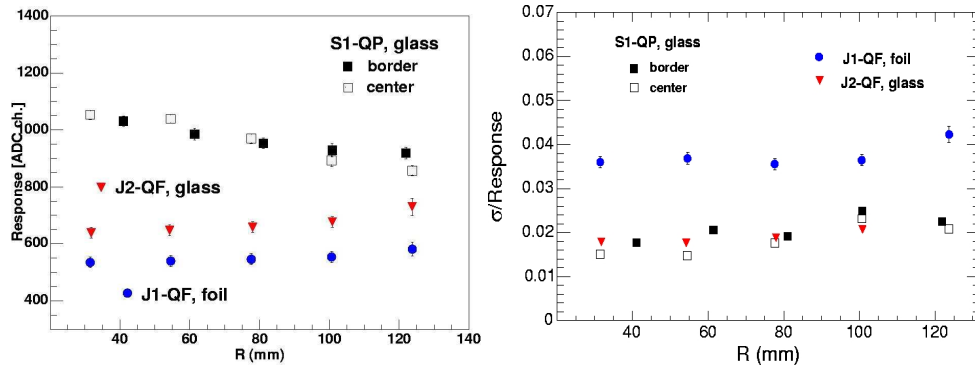 1400
1200
1000
800
600
400
Response [ADC ch.]
S1-QP, glass
border
center
J2-QF, glass
J1-QF, foil
20
40
60
80
100
120
140
R (mm)
0.07
0.06
0.05
0.04
0.03
0.02
0.01
0
σ/Response
S1-QP, glass
border
center
J1-QF, foil
J2-QF, glass
40
60
80
100
120
R (mm)